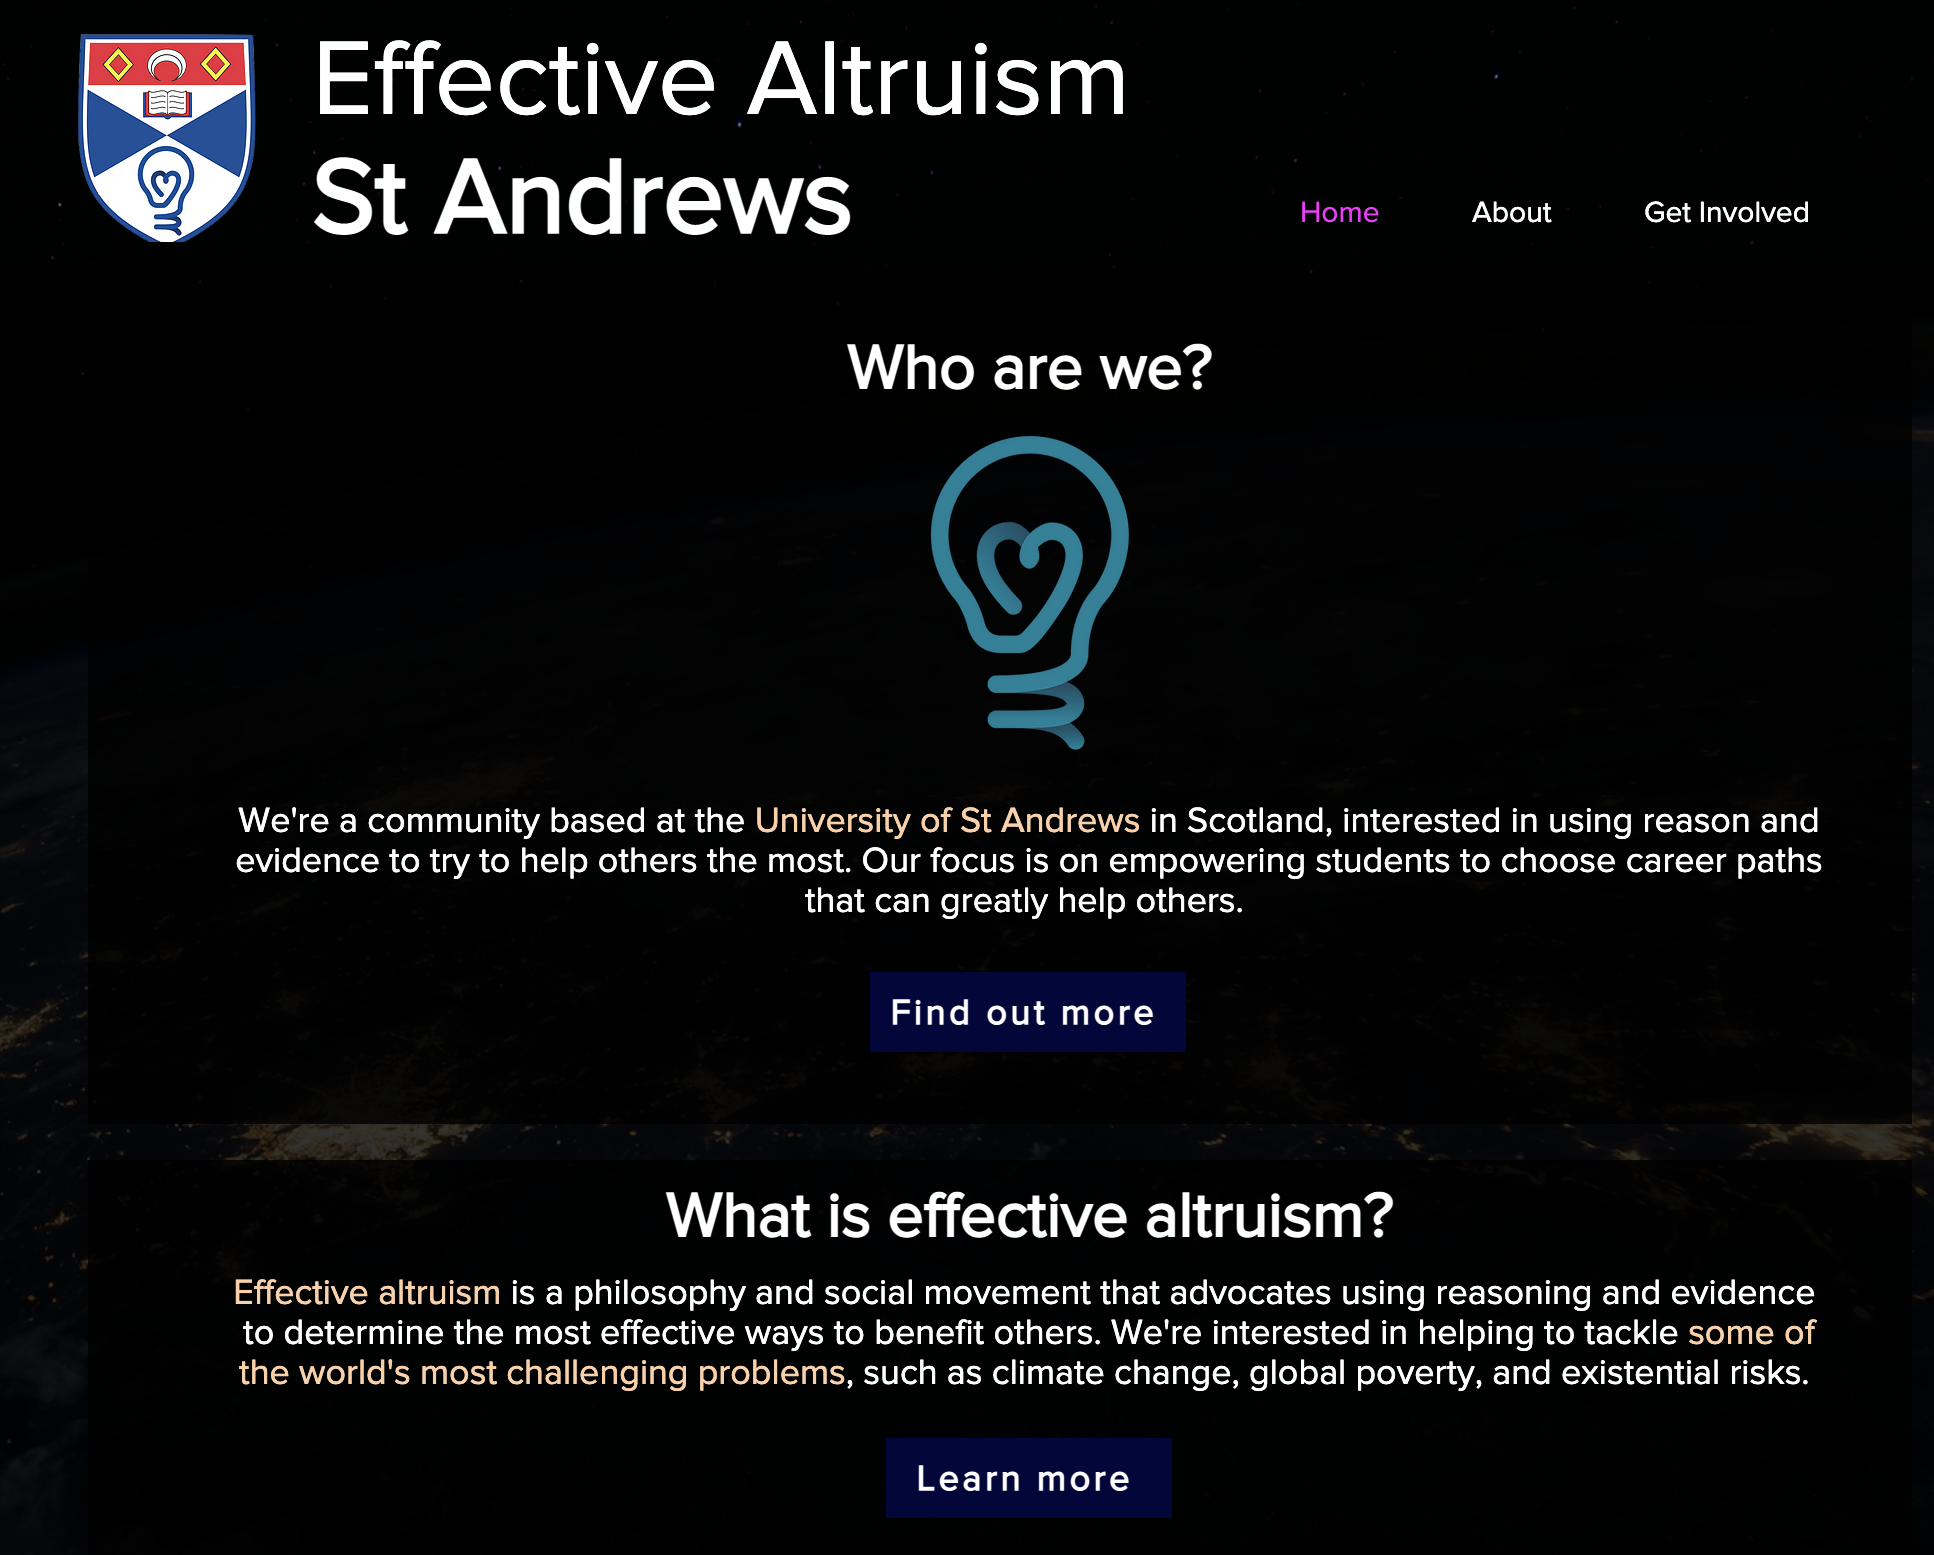 Effective Altruism
St Andrews
Home About Get Involved
Who are we?
We're a community based at the University of St Andrews in Scotland, interested in using reason and
evidence to try to help others the most. Our focus is on empowering students to choose career paths
that can greatly help others.
Find out more
What is effective altruism?
Effective altruism is a philosophy and social movement that advocates using reasoning and evidence
to determine the most effective ways to benefit others. We're interested in helping to tackle some of
the world's most challenging problems, such as climate change, global poverty, and existential risks.
Learn more